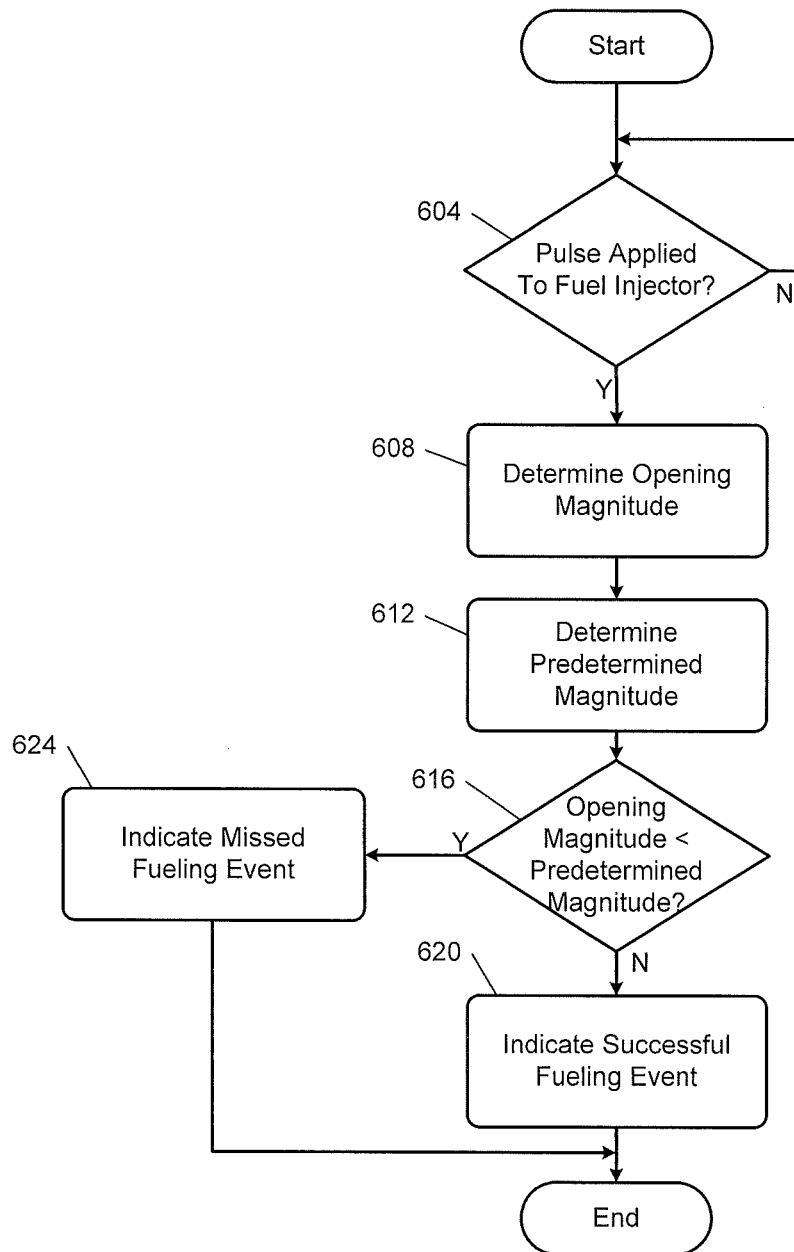 Start
604
Pulse Applied
To Fuel Injector?
N
Y
608
Determine Opening
Magnitude
612
Determine
Predetermined
Magnitude
624
616
Indicate Missed
Fueling Event
Y
Opening
Magnitude <
Predetermined
Magnitude?
620
N
Indicate Successful
Fueling Event
End